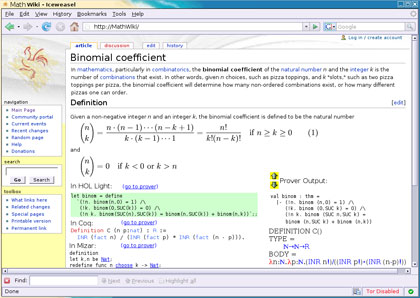 MathWiki - Iceweasel
File Edit View History Bookmarks Tools Help
http://MathWiki/
Google
Log in / create account
article discussion edit history
Binomial coefficient
In mathematics, particularly in combinatorics, the binomial coefficient of the natural number n and the integer k is the
number of combinations that exist. In other words, given n choices, such as pizza toppings, and k "slots," such as two pizza
toppings per pizza, the binomial coefficient will determine how many non-ordered combinations exist, or how many different
pizzas one can order.
Definition [edit]
Given a non-negative integer n and an integer k, the binomial coefficient is defined to be the natural number
(n k) = n · (n − 1) ··· (n − k + 1) / k · (k − 1) ··· 1 = n! / k!(n − k)! if n ≥ k ≥ 0 (1)
and
(n k) = 0 if k < 0 or k > n
navigation
Main Page
Community portal
Current events
Recent changes
Random page
Help
Donations
search
Go Search
toolbox
What links here
Related changes
Special pages
Printable version
Permanent link
In HOL Light: (go to prover)
let binom = define
`(!n. binom(n,0) = 1) /\
(!k. binom(0,SUC(k)) = 0) /\
(!n k. binom(SUC(n),SUC(k)) = binom(n,SUC(k)) + binom(n,k))`;;
In Coq: (go to prover)
Definition C (n p:nat) : R :=
INR (fact n) / (INR (fact p) * INR (fact (n - p))).
In Mizar: (go to prover)
definition
let k,n be Nat;
redefine func n choose k -> Nat;
Prover Output:
val binom : thm =
|- (!n. binom (n,0) = 1) /\
(!k. binom (0,SUC k) = 0) /\
(!n k. binom (SUC n,SUC k) =
binom (n,SUC k) + binom (n,k))
DEFINITION C()
TYPE =
N→N→R
BODY =
λn:N.λp:N.(INR n!)/((INR p!)*(INR (n-p)!))
Find: Next Previous Highlight all
Done Tor Disabled